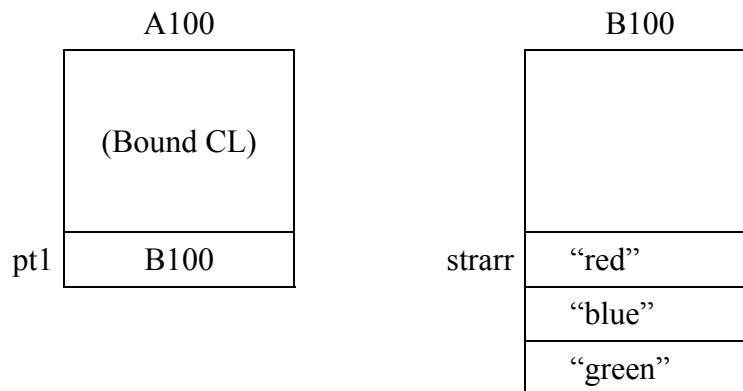 A100
B100
(Bound CL)
pt1
B100
strarr
“red”
“blue”
“green”